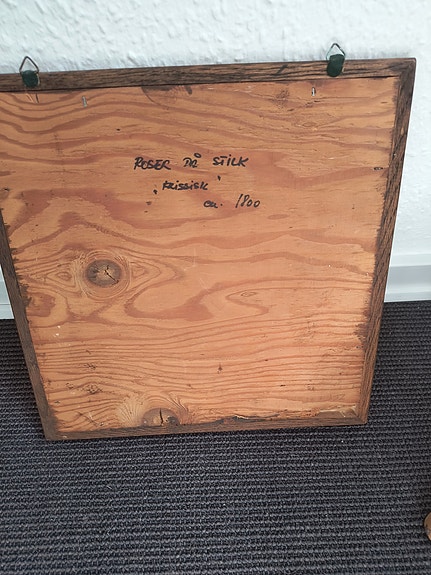 ROSER PÅ STILK
"FRISISK"
ca. 1800